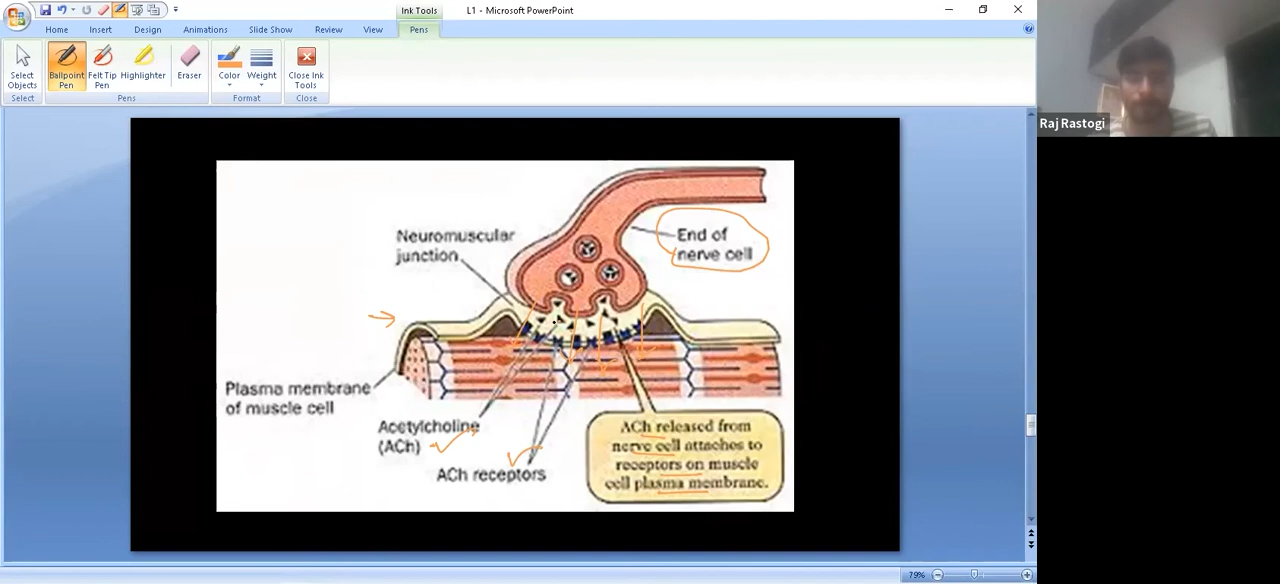 Ink Tools
L1 - Microsoft PowerPoint
Home Insert Design Animations Slide Show Review View Pens
Select Objects
Ballpoint Pen
Felt Tip Pen
Highlighter
Eraser
Color
Weight
Close Ink Tools
Select
Pens
Format
Close
Raj Rastogi
Neuromuscular
junction
End of
nerve cell
Plasma membrane
of muscle cell
Acetylcholine
(ACh)
ACh receptors
ACh released from
nerve cell attaches to
receptors on muscle
cell plasma membrane.
79%